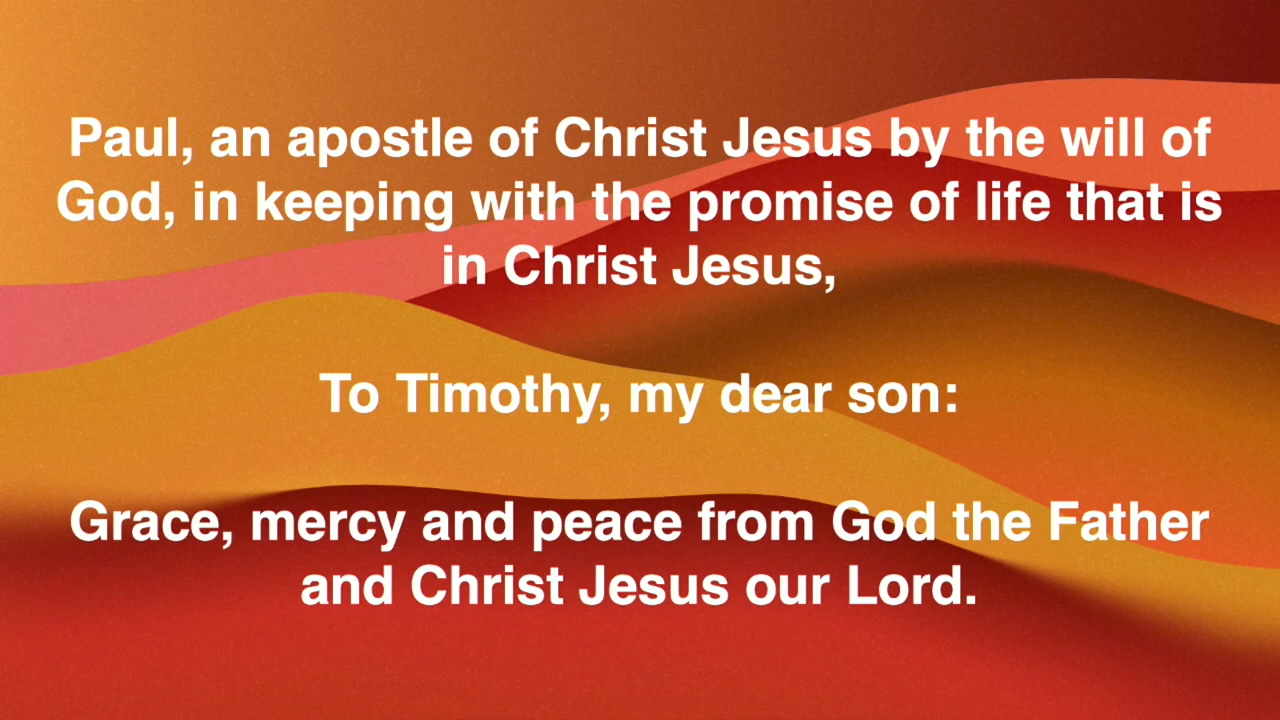 Paul, an apostle of Christ Jesus by the will of
God, in keeping with the promise of life that is
in Christ Jesus,
To Timothy, my dear son:
Grace, mercy and peace from God the Father
and Christ Jesus our Lord.